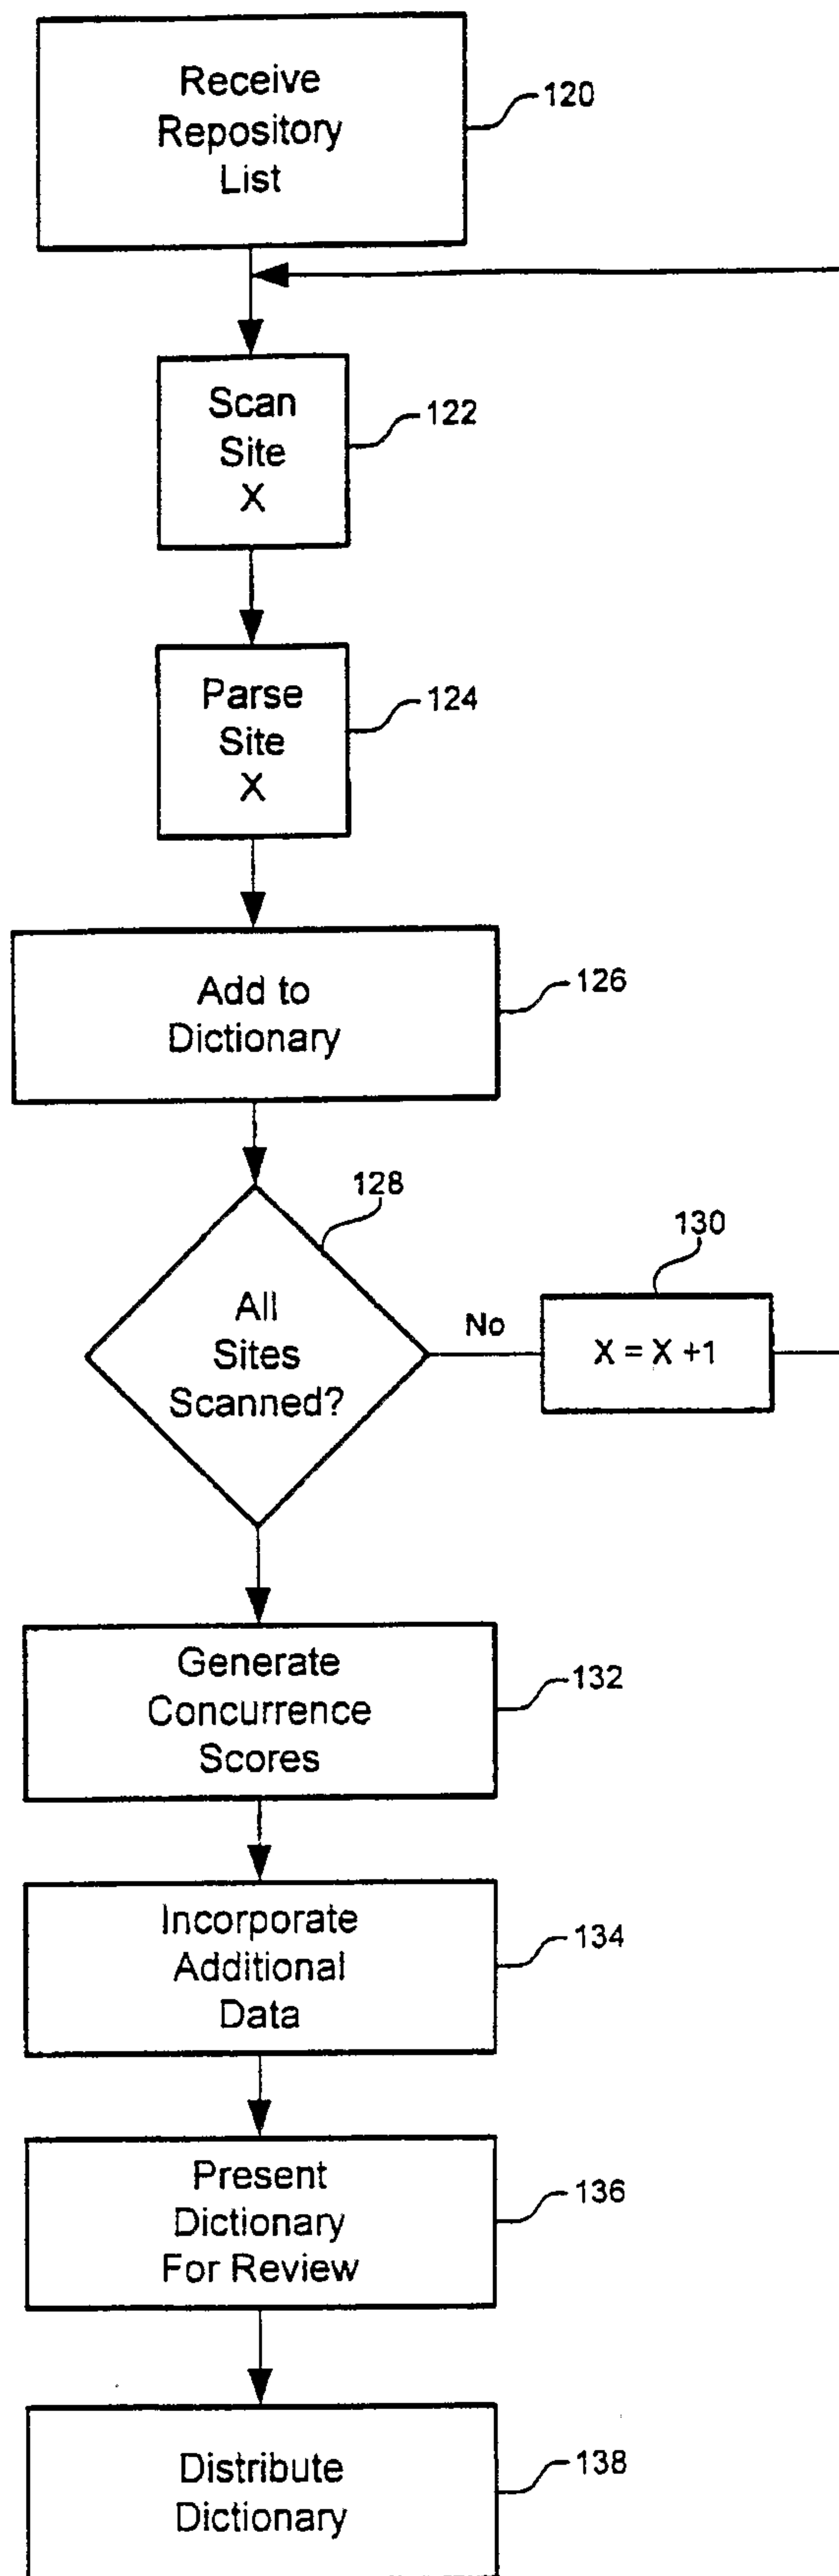 Receive
Repository
List
120
Scan
Site
X
122
Parse
Site
X
124
Add to
Dictionary
126
128
All
Sites
Scanned?
No
130
X = X +1
Generate
Concurrence
Scores
132
Incorporate
Additional
Data
134
Present
Dictionary
For Review
136
Distribute
Dictionary
138